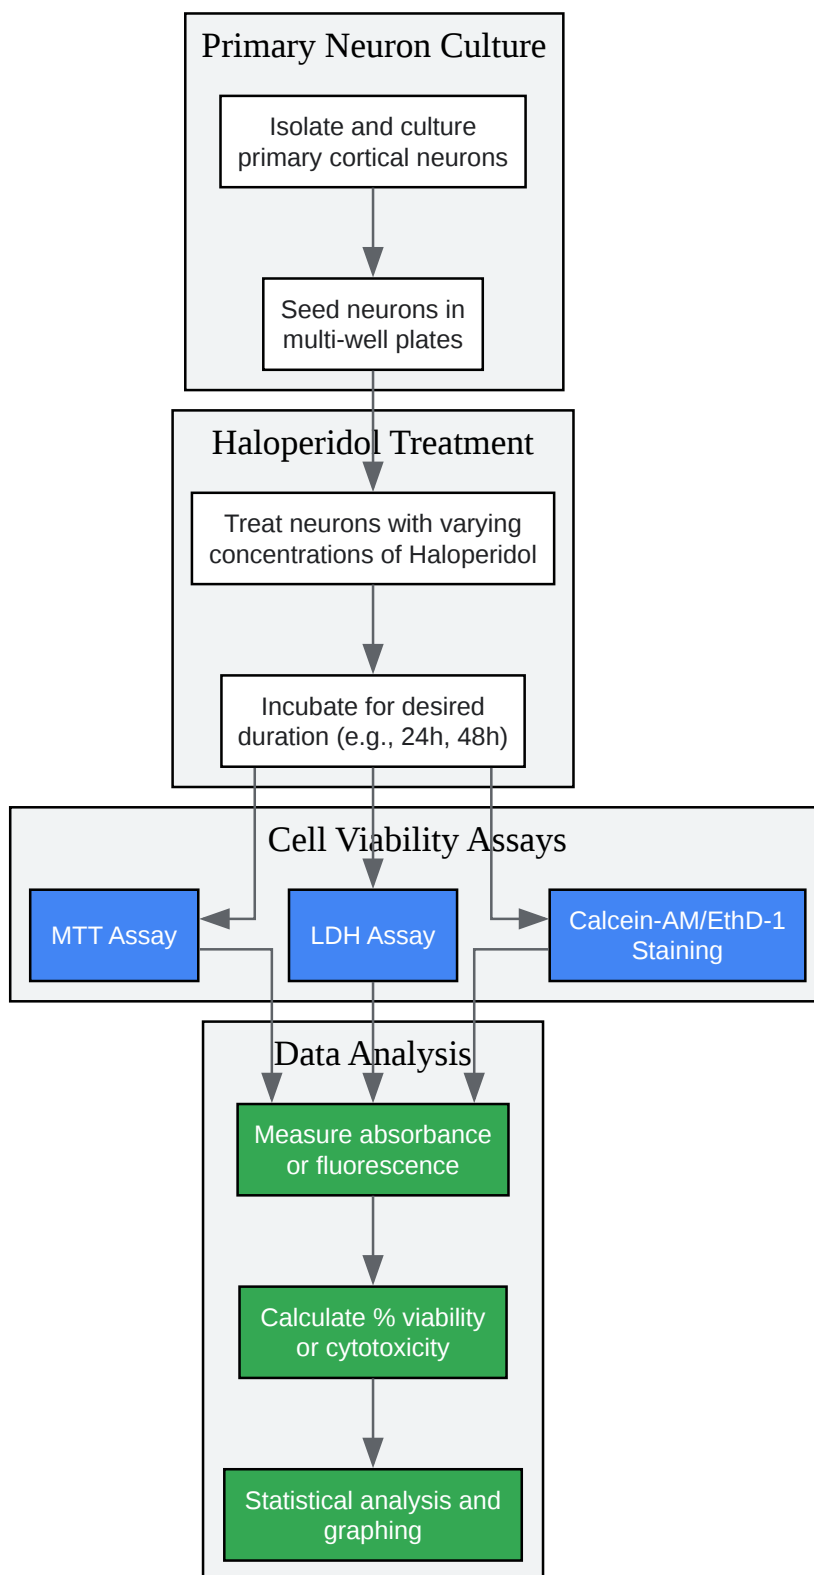 Primary Neuron Culture
Isolate and culture
primary cortical neurons
Seed neurons in
multi-well plates
Haloperidol Treatment
Treat neurons with varying
concentrations of Haloperidol
Incubate for desired
duration (e.g., 24h, 48h)
Cell Viability Assays
MTT Assay
LDH Assay
Calcein-AM/EthD-1
Staining
Data Analysis
Measure absorbance
or fluorescence
Calculate % viability
or cytotoxicity
Statistical analysis and
graphing